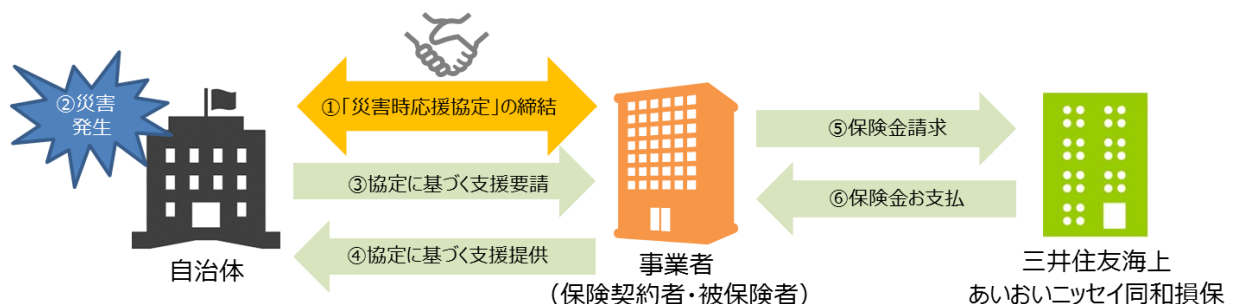 ②災害
発生
①「災害時応援協定」の締結
③協定に基づく支援要請
④協定に基づく支援提供
⑤保険金請求
⑥保険金お支払
自治体
事業者
（保険契約者・被保険者）
三井住友海上
あいおいニッセイ同和損保